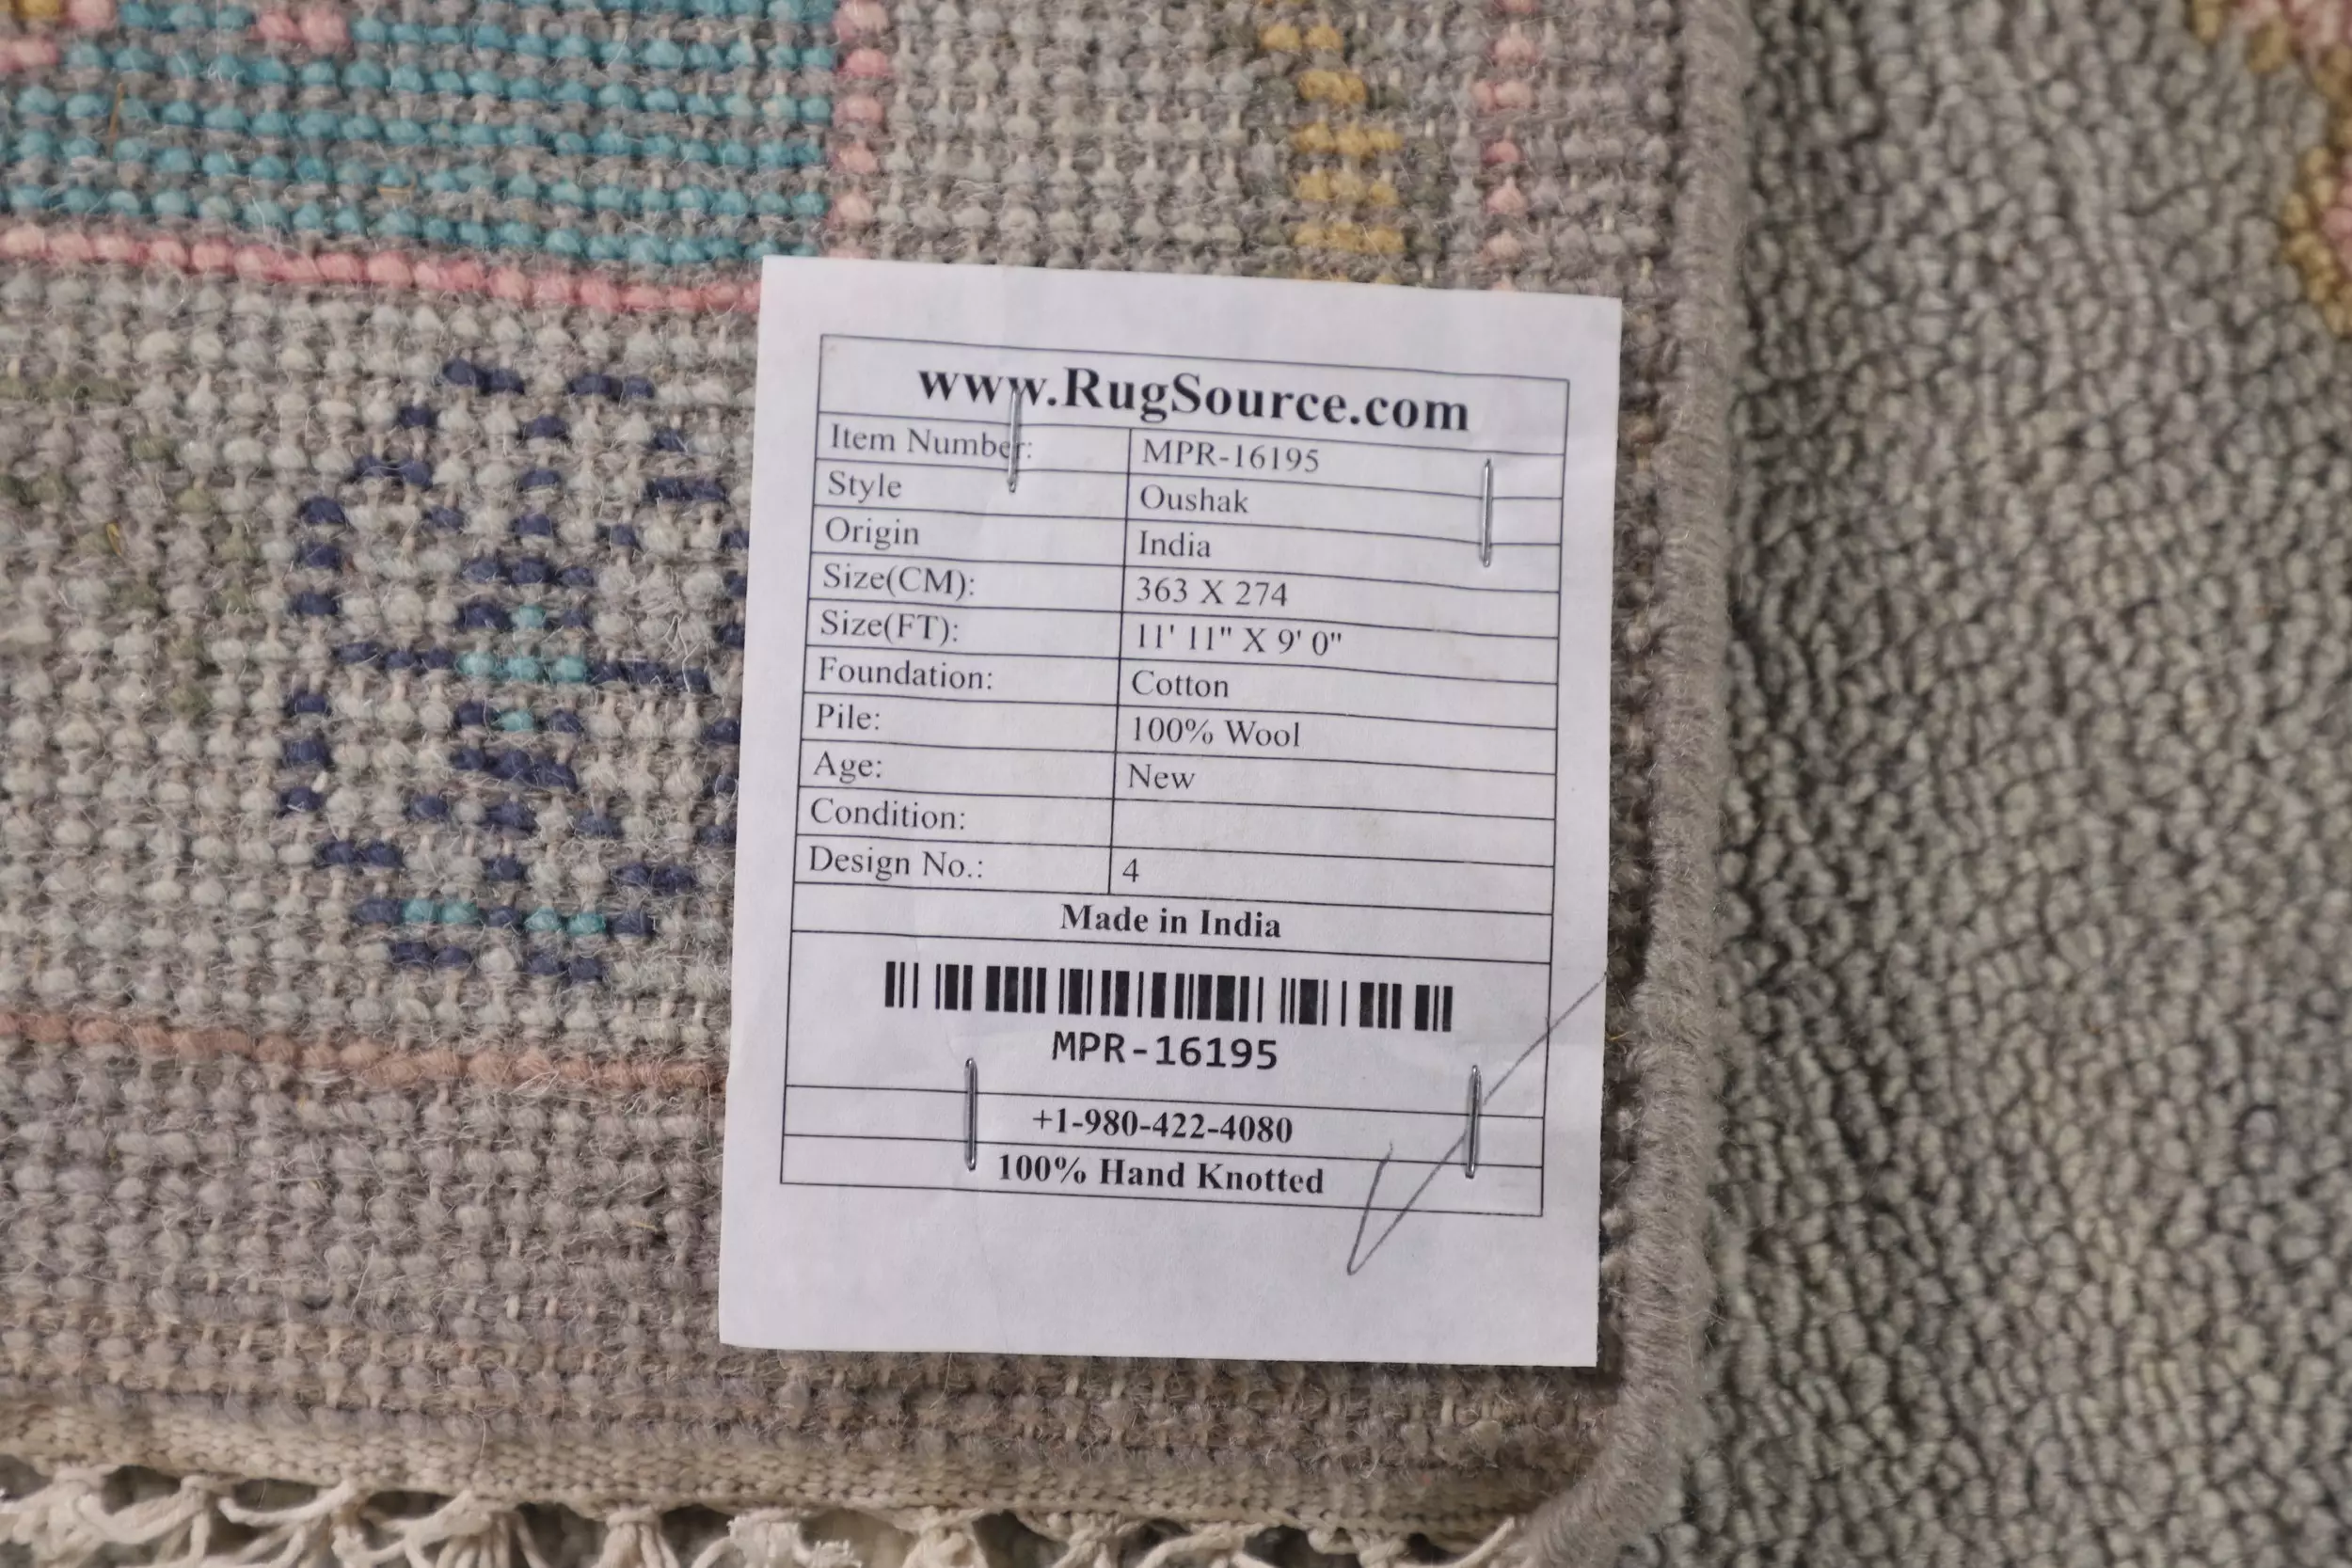 www.RugSource.com
Item Number: MPR-16195
Style Oushak
Origin India
Size(CM): 363 X 274
Size(FT): 11' 11" X 9' 0"
Foundation: Cotton
Pile: 100% Wool
Age: New
Condition:
Design No.: 4
Made in India
MPR-16195
+1-980-422-4080
100% Hand Knotted